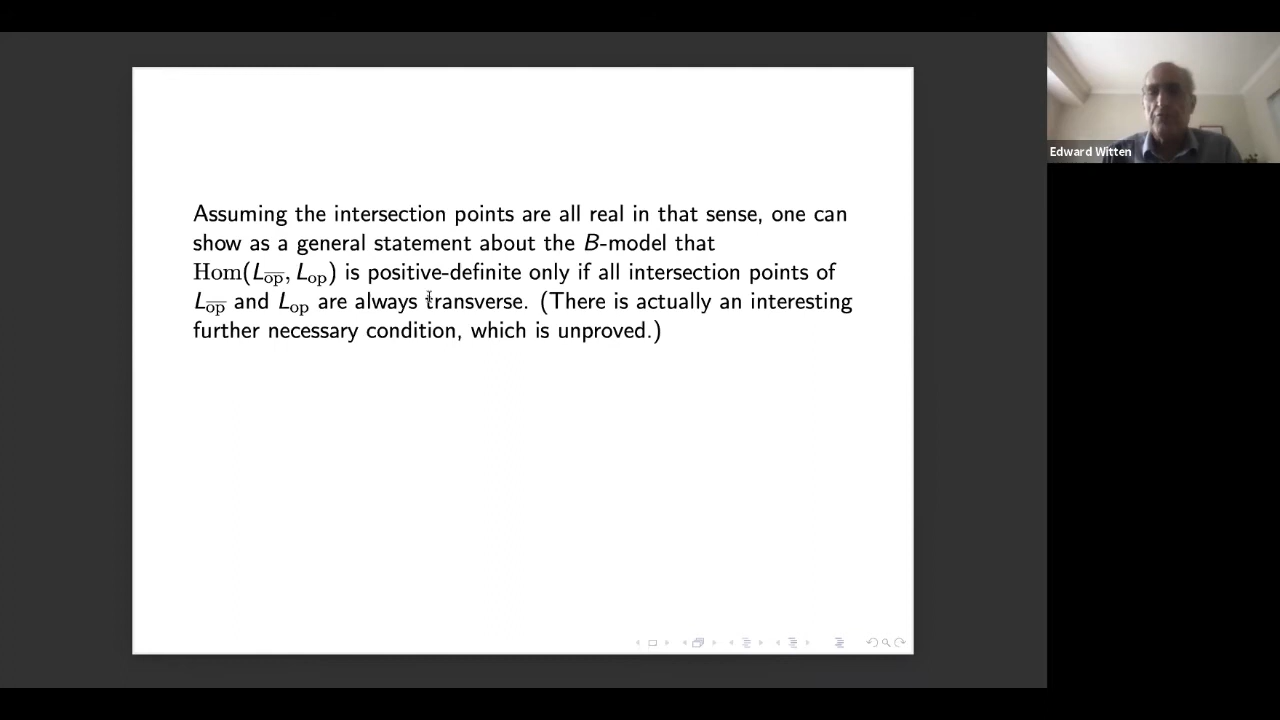 Assuming the intersection points are all real in that sense, one can
show as a general statement about the B-model that
Hom(L_{\overline{op}}, L_{op}) is positive-definite only if all intersection points of
L_{\overline{op}} and L_{op} are always transverse. (There is actually an interesting
further necessary condition, which is unproved.)
Edward Witten